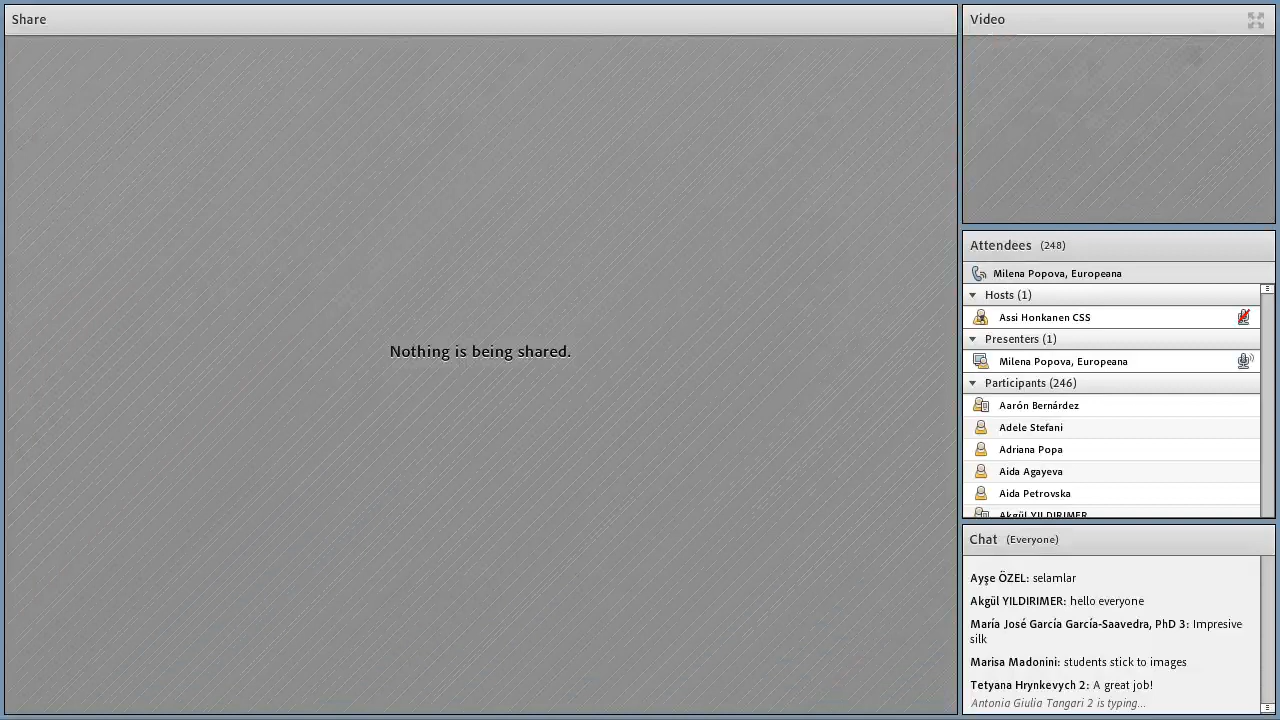 Share
Nothing is being shared.
Video
Attendees (248)
Milena Popova, Europeana
Hosts (1)
Assi Honkanen CSS
Presenters (1)
Milena Popova, Europeana
Participants (246)
Aarón Bernárdez
Adele Stefani
Adriana Popa
Aida Agayeva
Aida Petrovska
Akgül YILDIRIMER
Chat (Everyone)
Ayşe ÖZEL: selamlar
Akgül YILDIRIMER: hello everyone
María José García García-Saavedra, PhD 3: Impresive
silk
Marisa Madonini: students stick to images
Tetyana Hrynkevych 2: A great job!
Antonia Giulia Tangari 2 is typing...